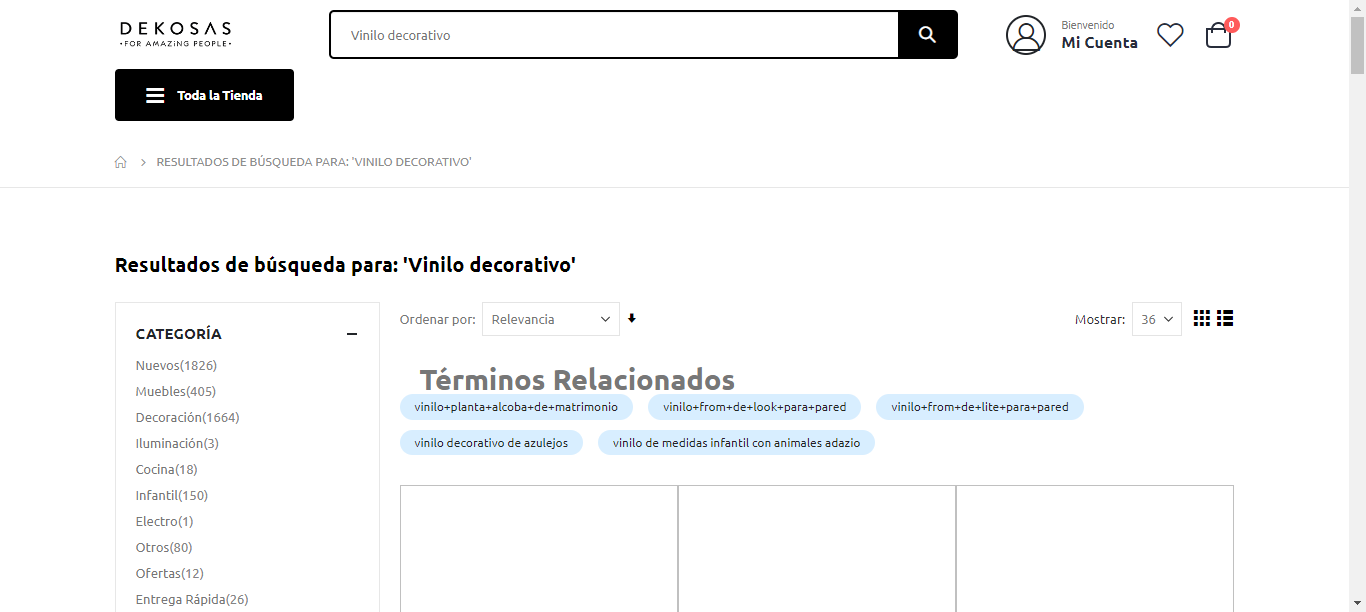 DEKOSAS
•FOR AMAZING PEOPLE•
Vinilo decorativo
Bienvenido
Mi Cuenta
0
Toda la Tienda
RESULTADOS DE BÚSQUEDA PARA: 'VINILO DECORATIVO'
Resultados de búsqueda para: 'Vinilo decorativo'
CATEGORÍA
Nuevos(1826)
Muebles(405)
Decoración(1664)
Iluminación(3)
Cocina(18)
Infantil(150)
Electro(1)
Otros(80)
Ofertas(12)
Entrega Rápida(26)
Ordenar por: Relevancia
Mostrar: 36
Términos Relacionados
vinilo+planta+alcoba+de+matrimonio
vinilo+from+de+look+para+pared
vinilo+from+de+lite+para+pared
vinilo decorativo de azulejos
vinilo de medidas infantil con animales adazio